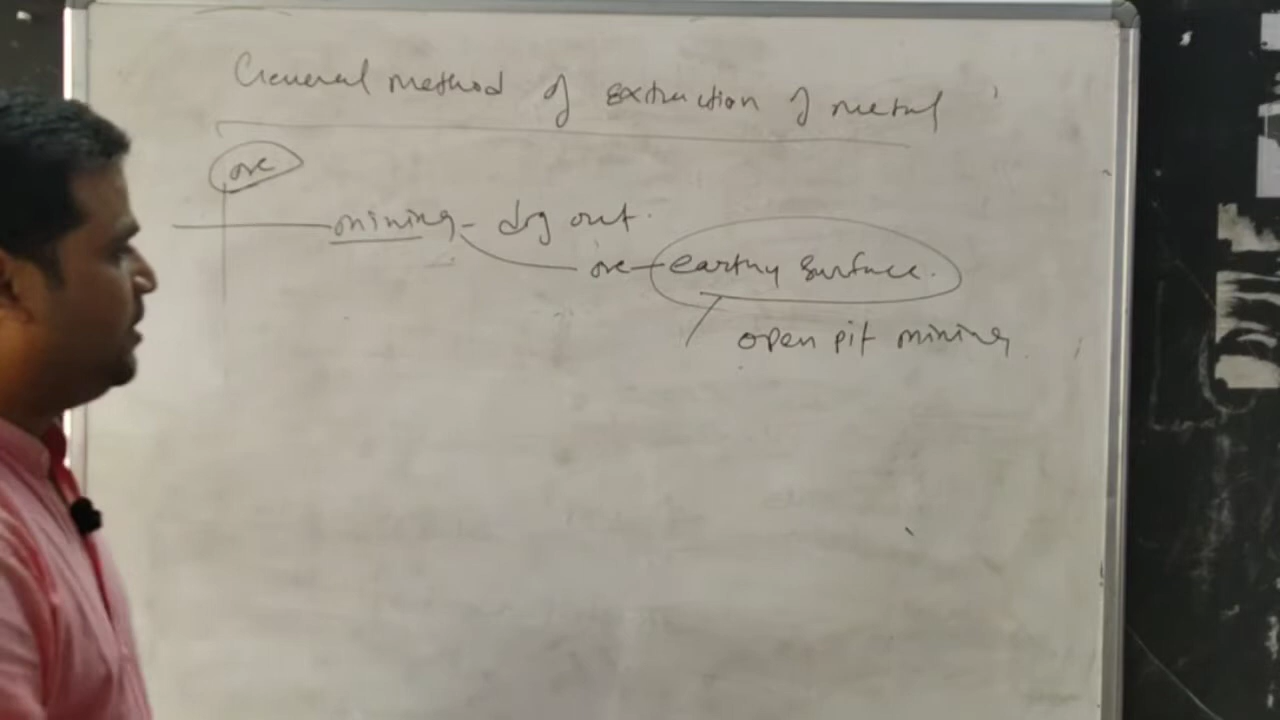 General method of extraction of metal
ore
mining - dig out.
ore - earthy surface.
open pit mining